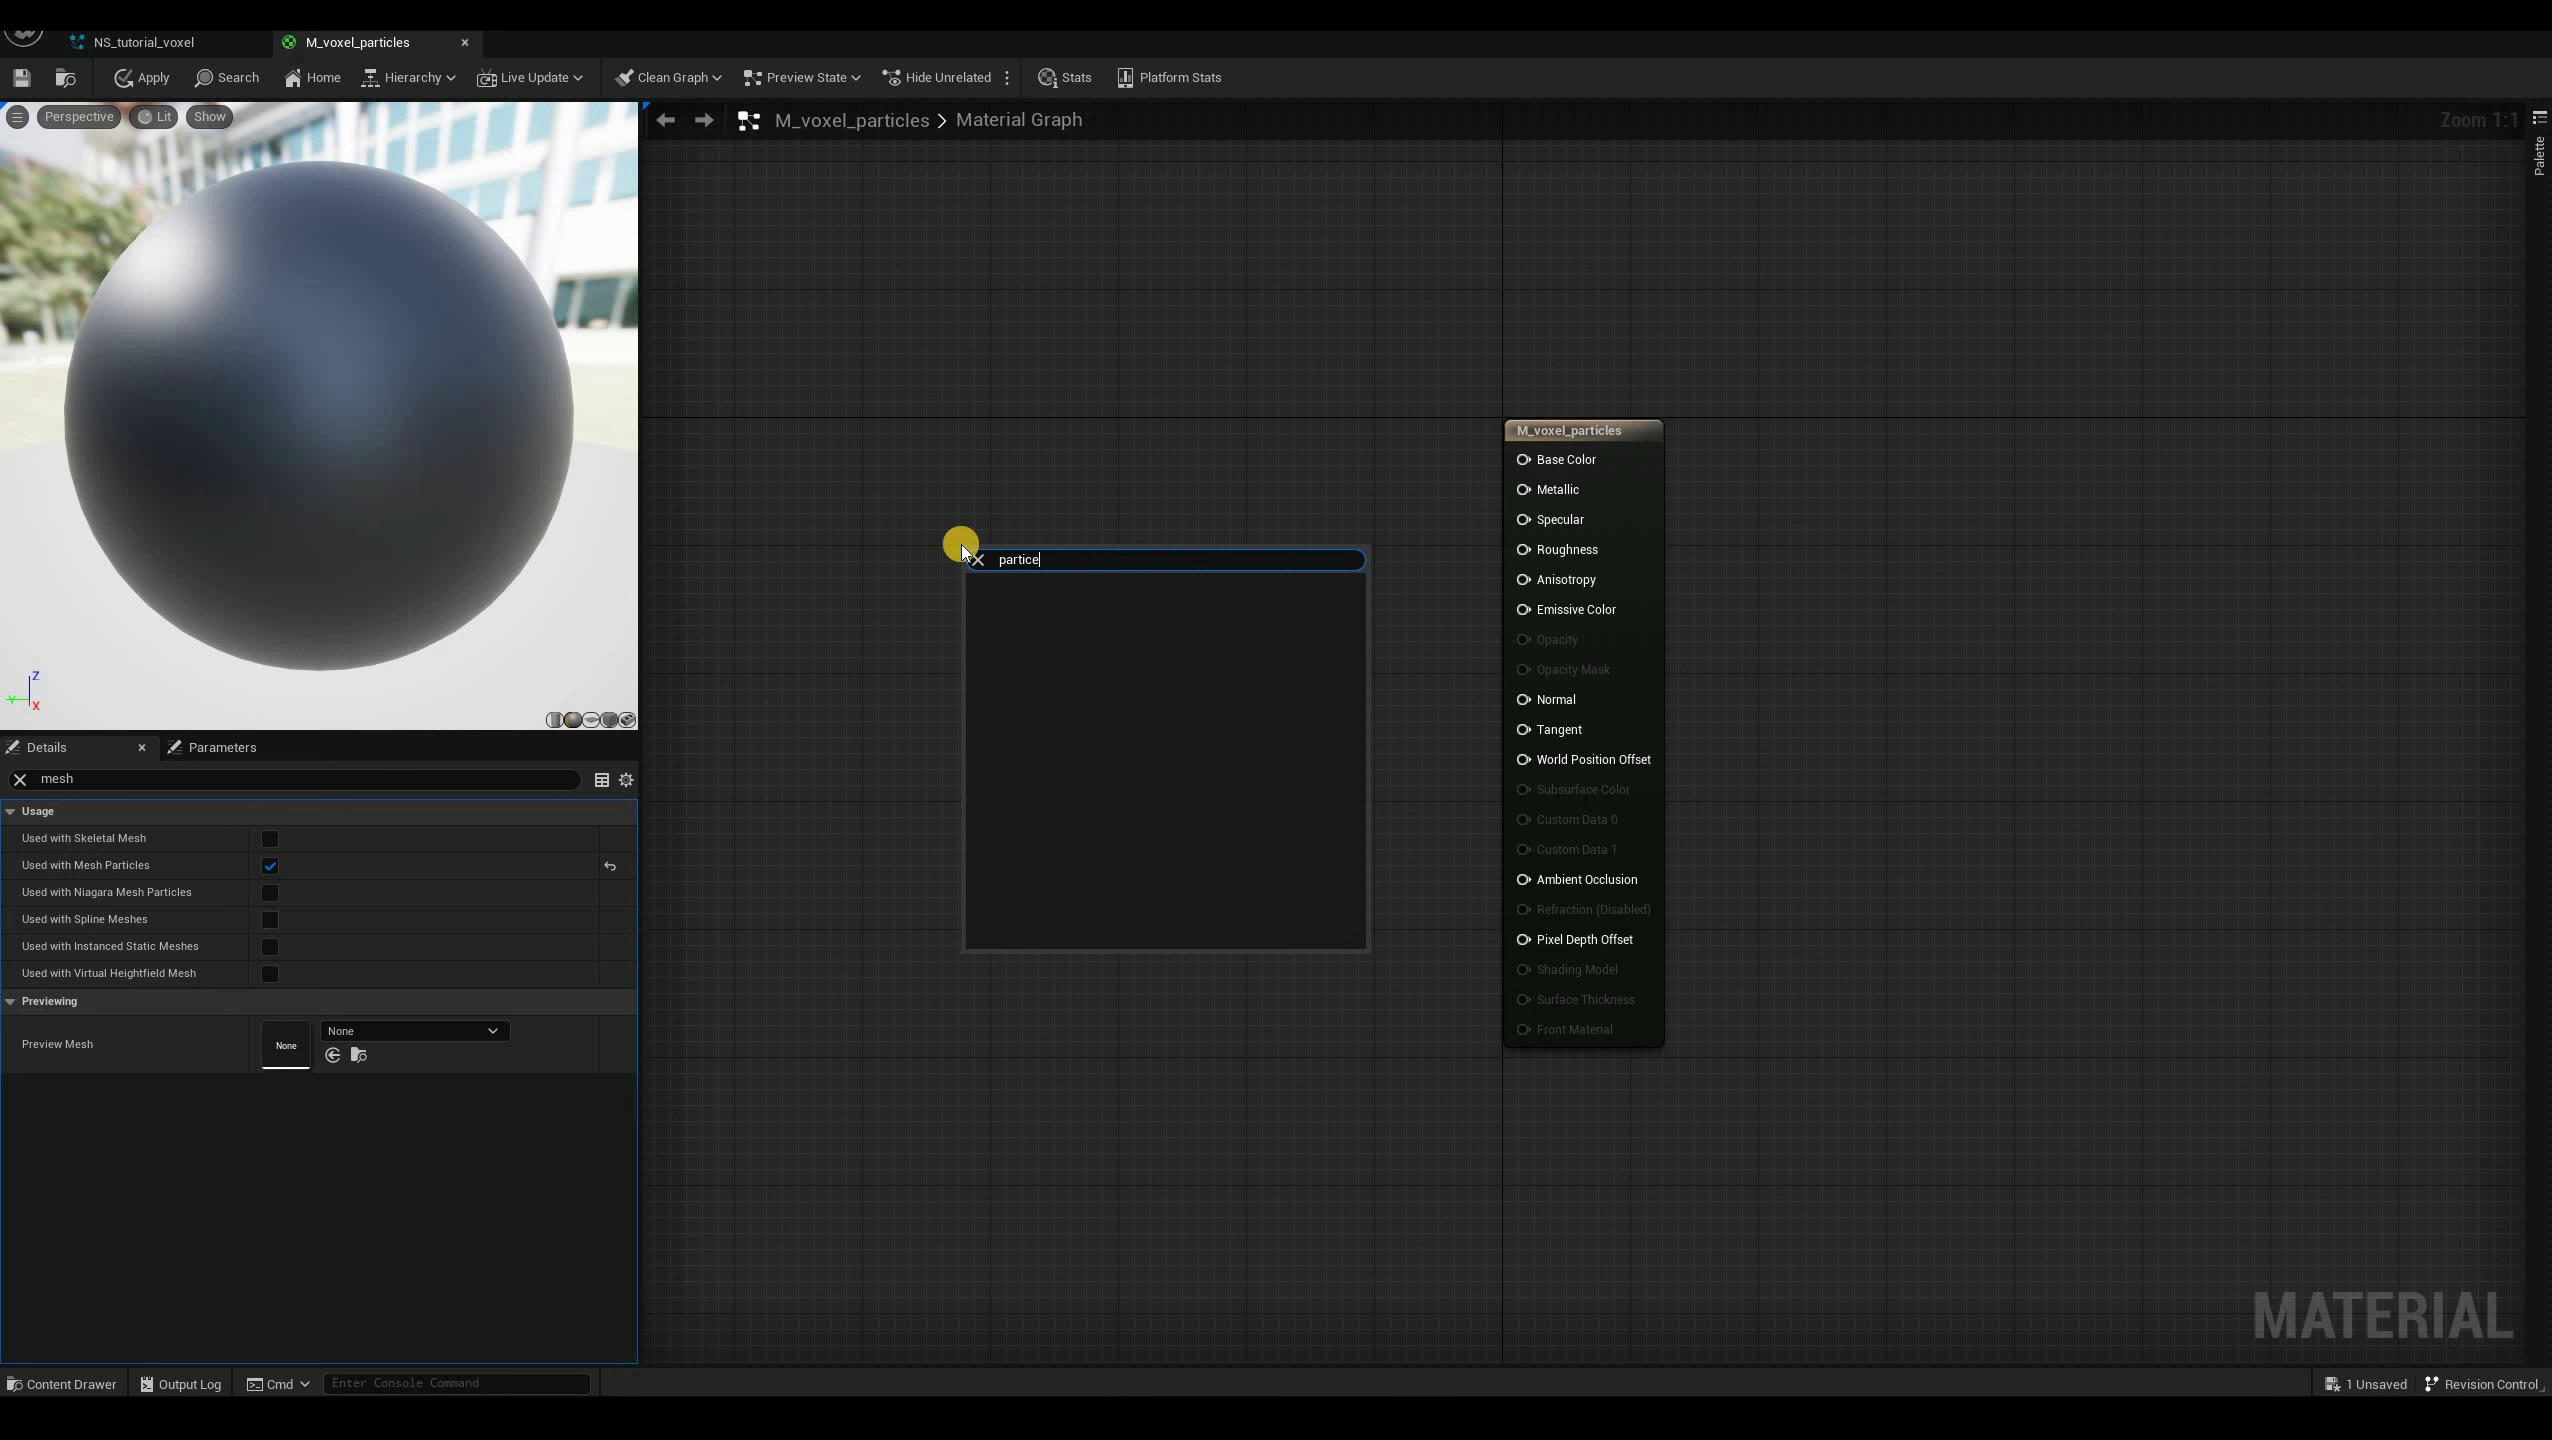 NS_tutorial_voxel
M_voxel_particles
Apply
Search
Home
Hierarchy
Live Update
Clean Graph
Preview State
Hide Unrelated
Stats
Platform Stats
Perspective
Lit
Show
M_voxel_particles > Material Graph
Zoom 1:1
Palette
M_voxel_particles
Base Color
Metallic
Specular
Roughness
Anisotropy
Emissive Color
Opacity
Opacity Mask
Normal
Tangent
World Position Offset
Subsurface Color
Custom Data 0
Custom Data 1
Ambient Occlusion
Refraction (Disabled)
Pixel Depth Offset
Shading Model
Surface Thickness
Front Material
partice
Z
Y
X
Details
Parameters
mesh
Usage
Used with Skeletal Mesh
Used with Mesh Particles
Used with Niagara Mesh Particles
Used with Spline Meshes
Used with Instanced Static Meshes
Used with Virtual Heightfield Mesh
Previewing
Preview Mesh
None
None
MATERIAL
Content Drawer
Output Log
Cmd
Enter Console Command
1 Unsaved
Revision Control